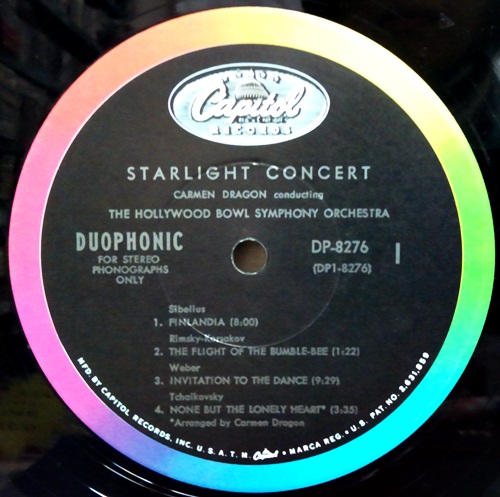 Capitol
RECORDS
STARLIGHT CONCERT
CARMEN DRAGON conducting
THE HOLLYWOOD BOWL SYMPHONY ORCHESTRA
DUOPHONIC
FOR STEREO
PHONOGRAPHS
ONLY
DP-8276
(DP1-8276)
1
Sibelius
1. FINLANDIA (8:00)
Rimsky-Korsakov
2. THE FLIGHT OF THE BUMBLE-BEE (1:22)
Weber
3. INVITATION TO THE DANCE (9:29)
Tchaikovsky
4. NONE BUT THE LONELY HEART* (3:35)
*Arranged by Carmen Dragon
MFD. BY CAPITOL RECORDS, INC. U. S. A. T. M. Capitol • MARCA REG. • U. S. PAT. NO. 2,631,859